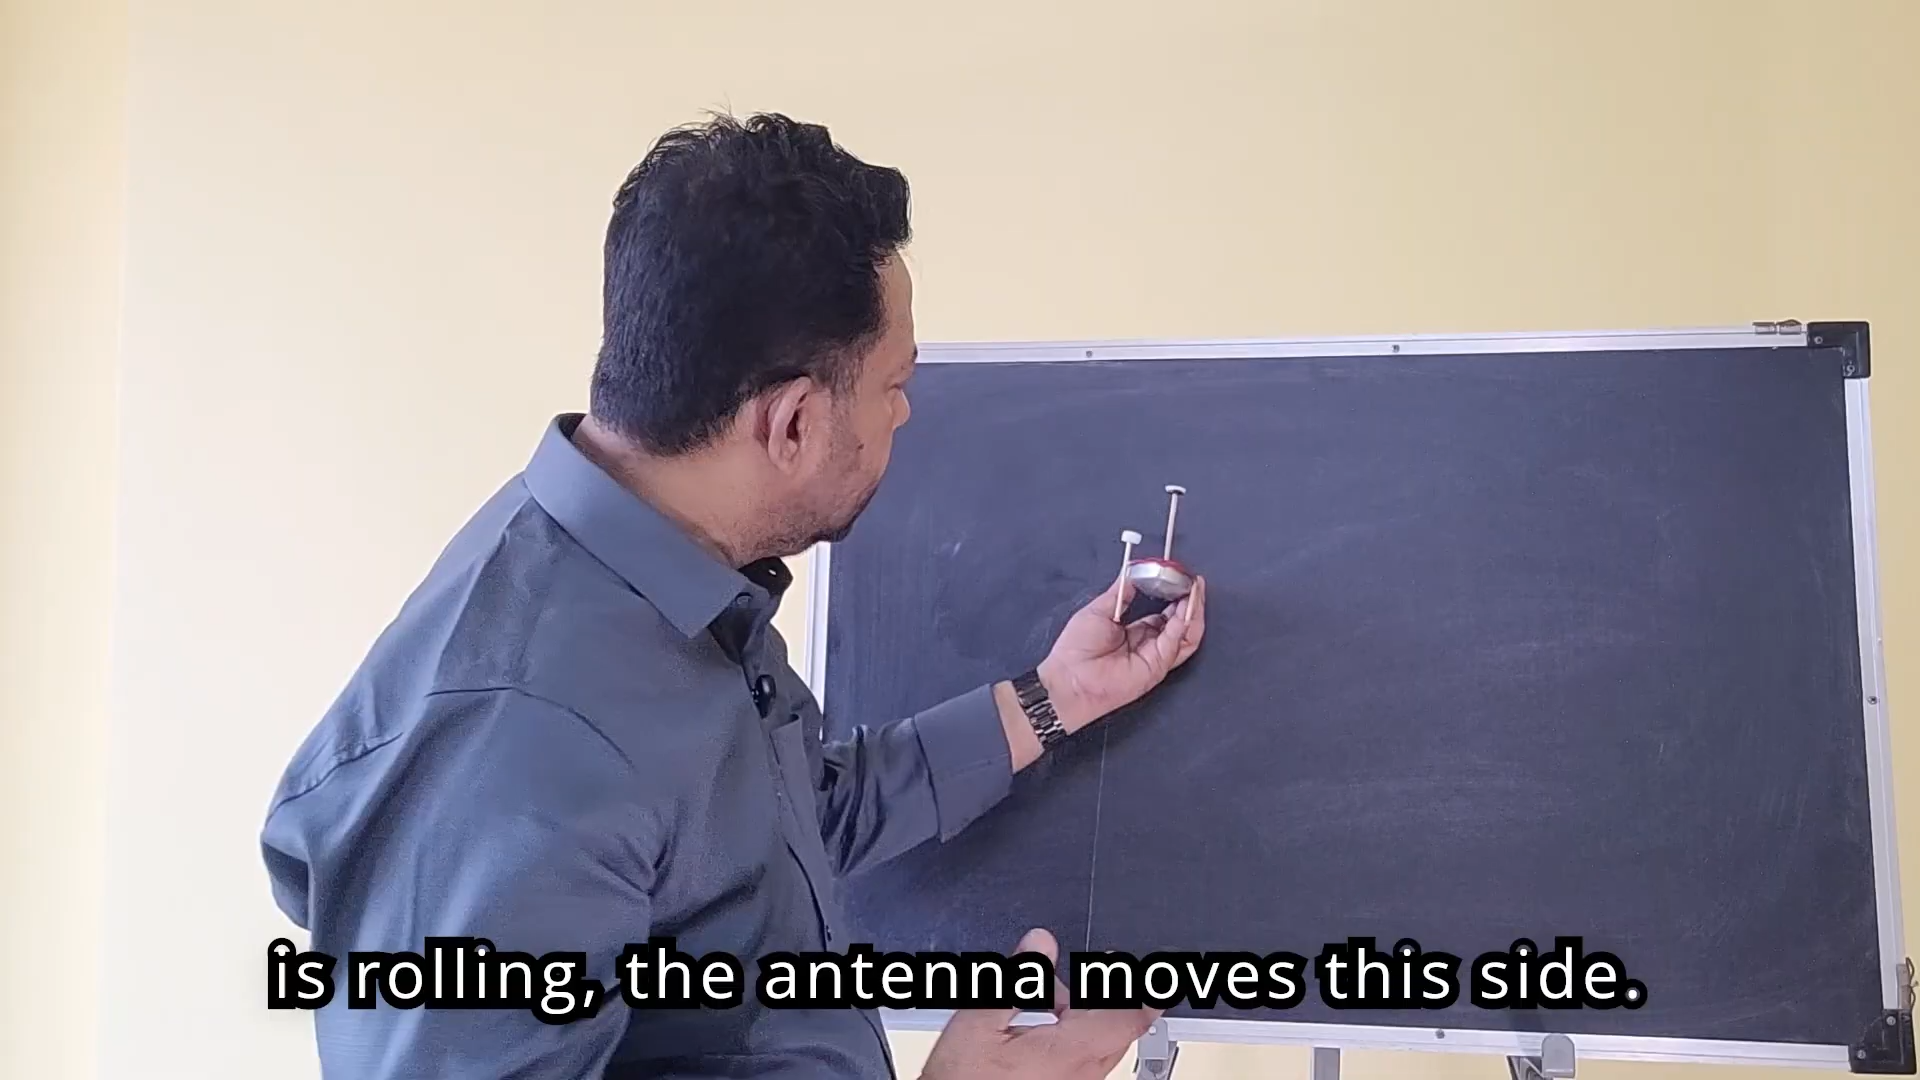 is rolling, the antenna moves this side.